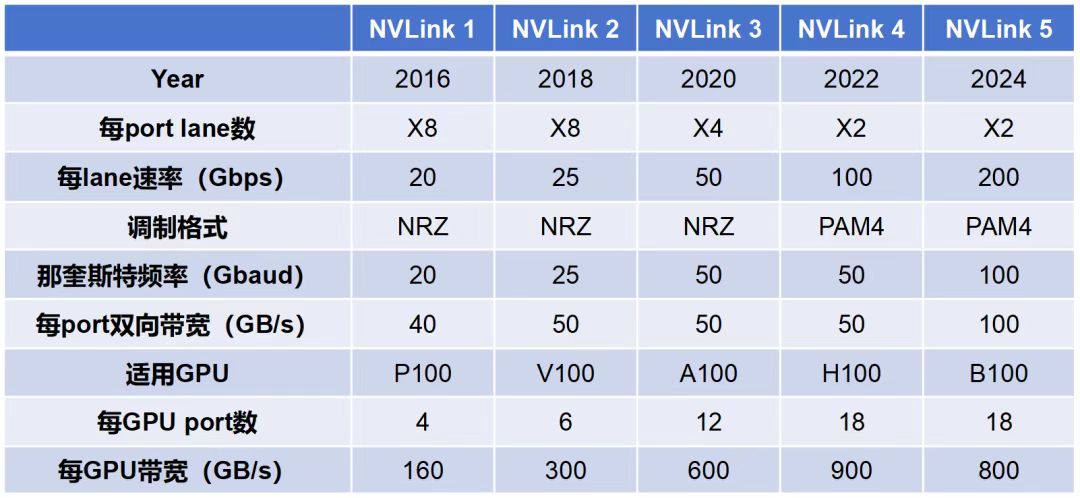 NVLink 1 NVLink 2 NVLink 3 NVLink 4 NVLink 5
Year 2016 2018 2020 2022 2024
每port lane数 X8 X8 X4 X2 X2
每lane速率（Gbps） 20 25 50 100 200
调制格式 NRZ NRZ NRZ PAM4 PAM4
那奎斯特频率（Gbaud） 20 25 50 50 100
每port双向带宽（GB/s） 40 50 50 50 100
适用GPU P100 V100 A100 H100 B100
每GPU port数 4 6 12 18 18
每GPU带宽（GB/s） 160 300 600 900 800